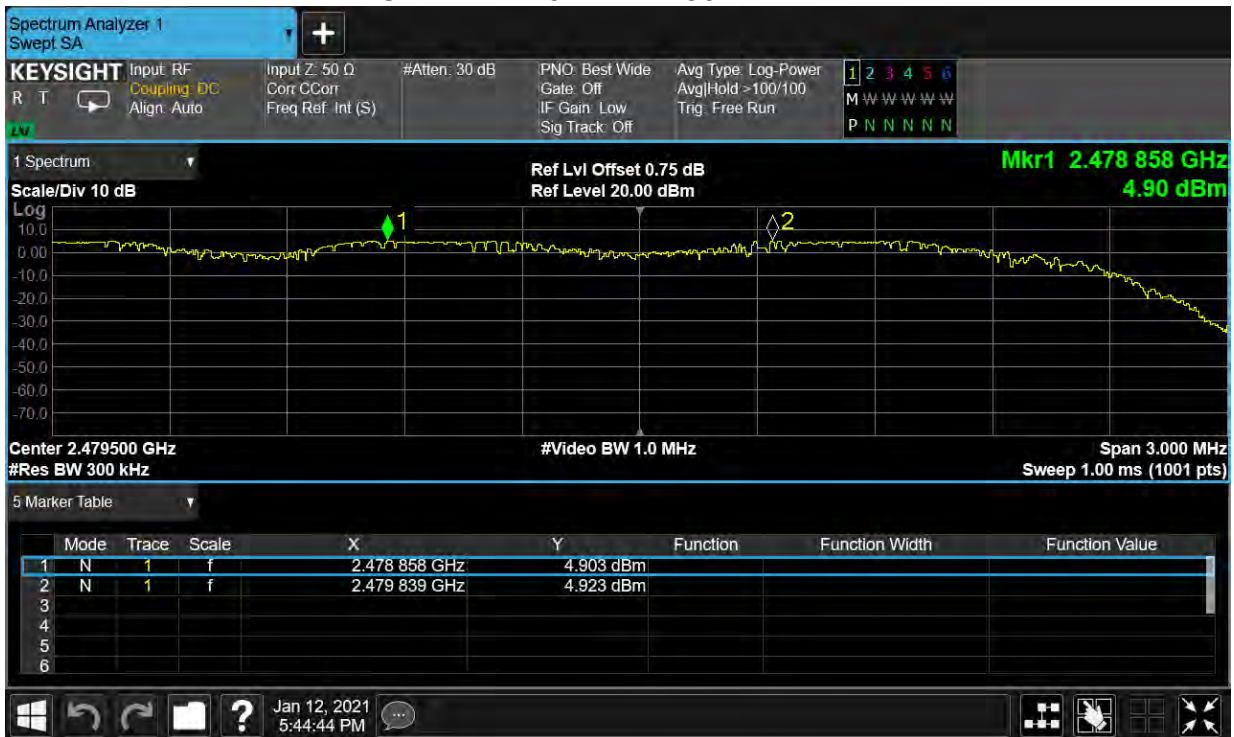 Spectrum Analyzer 1
Swept SA
KEYSIGHT Input: RF Input Z: 50 Ω #Atten: 30 dB PNO: Best Wide Avg Type: Log-Power 1 2 3 4 5 6
R T Coupling: DC Corr CCorr Gate: Off Avg|Hold >100/100 M W W W W W
Align: Auto Freq Ref: Int (S) IF Gain: Low Trig: Free Run
LXI Sig Track: Off P N N N N N
1 Spectrum Ref Lvl Offset 0.75 dB Mkr1 2.478 858 GHz
Scale/Div 10 dB Ref Level 20.00 dBm 4.90 dBm
Log
10.0
0.00
-10.0
-20.0
-30.0
-40.0
-50.0
-60.0
-70.0
1
2
Center 2.479500 GHz #Video BW 1.0 MHz Span 3.000 MHz
#Res BW 300 kHz Sweep 1.00 ms (1001 pts)
5 Marker Table
Mode Trace Scale X Y Function Function Width Function Value
1 N 1 f 2.478 858 GHz 4.903 dBm
2 N 1 f 2.479 839 GHz 4.923 dBm
3
4
5
6
? Jan 12, 2021
5:44:44 PM